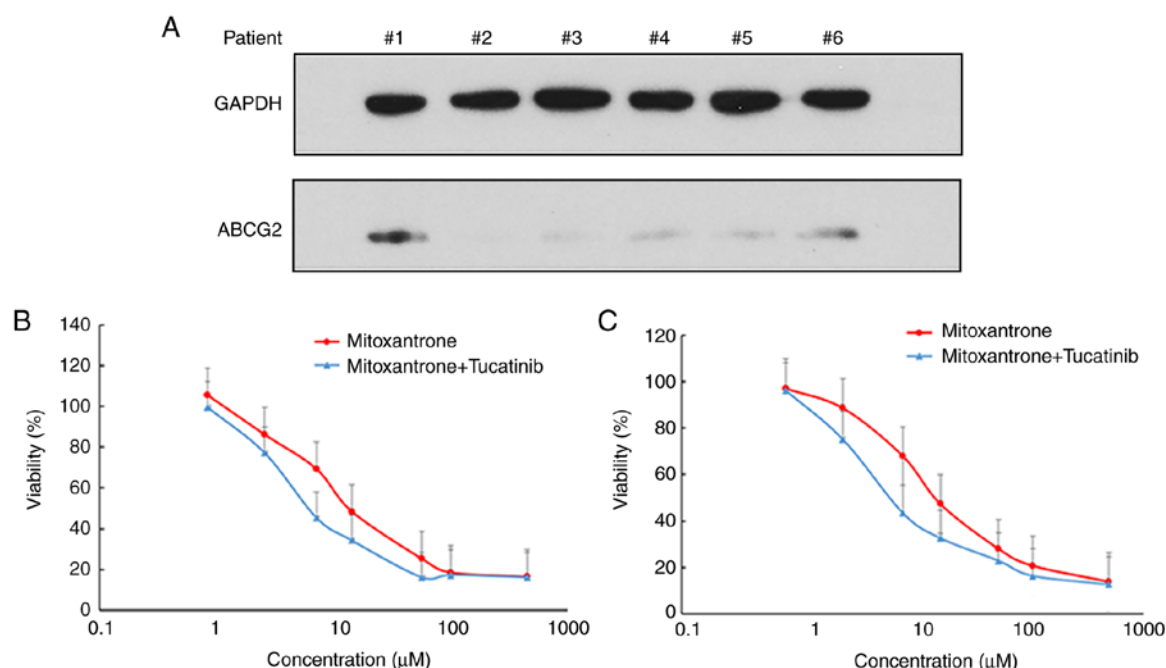 A
Patient #1 #2 #3 #4 #5 #6
GAPDH
ABCG2
B
140
120
100
80
60
40
20
0
0.1 1 10 100 1000
Viability (%)
Concentration (μM)
Mitoxantrone
Mitoxantrone+Tucatinib
C
120
100
80
60
40
20
0
0.1 1 10 100 1000
Viability (%)
Concentration (μM)
Mitoxantrone
Mitoxantrone+Tucatinib